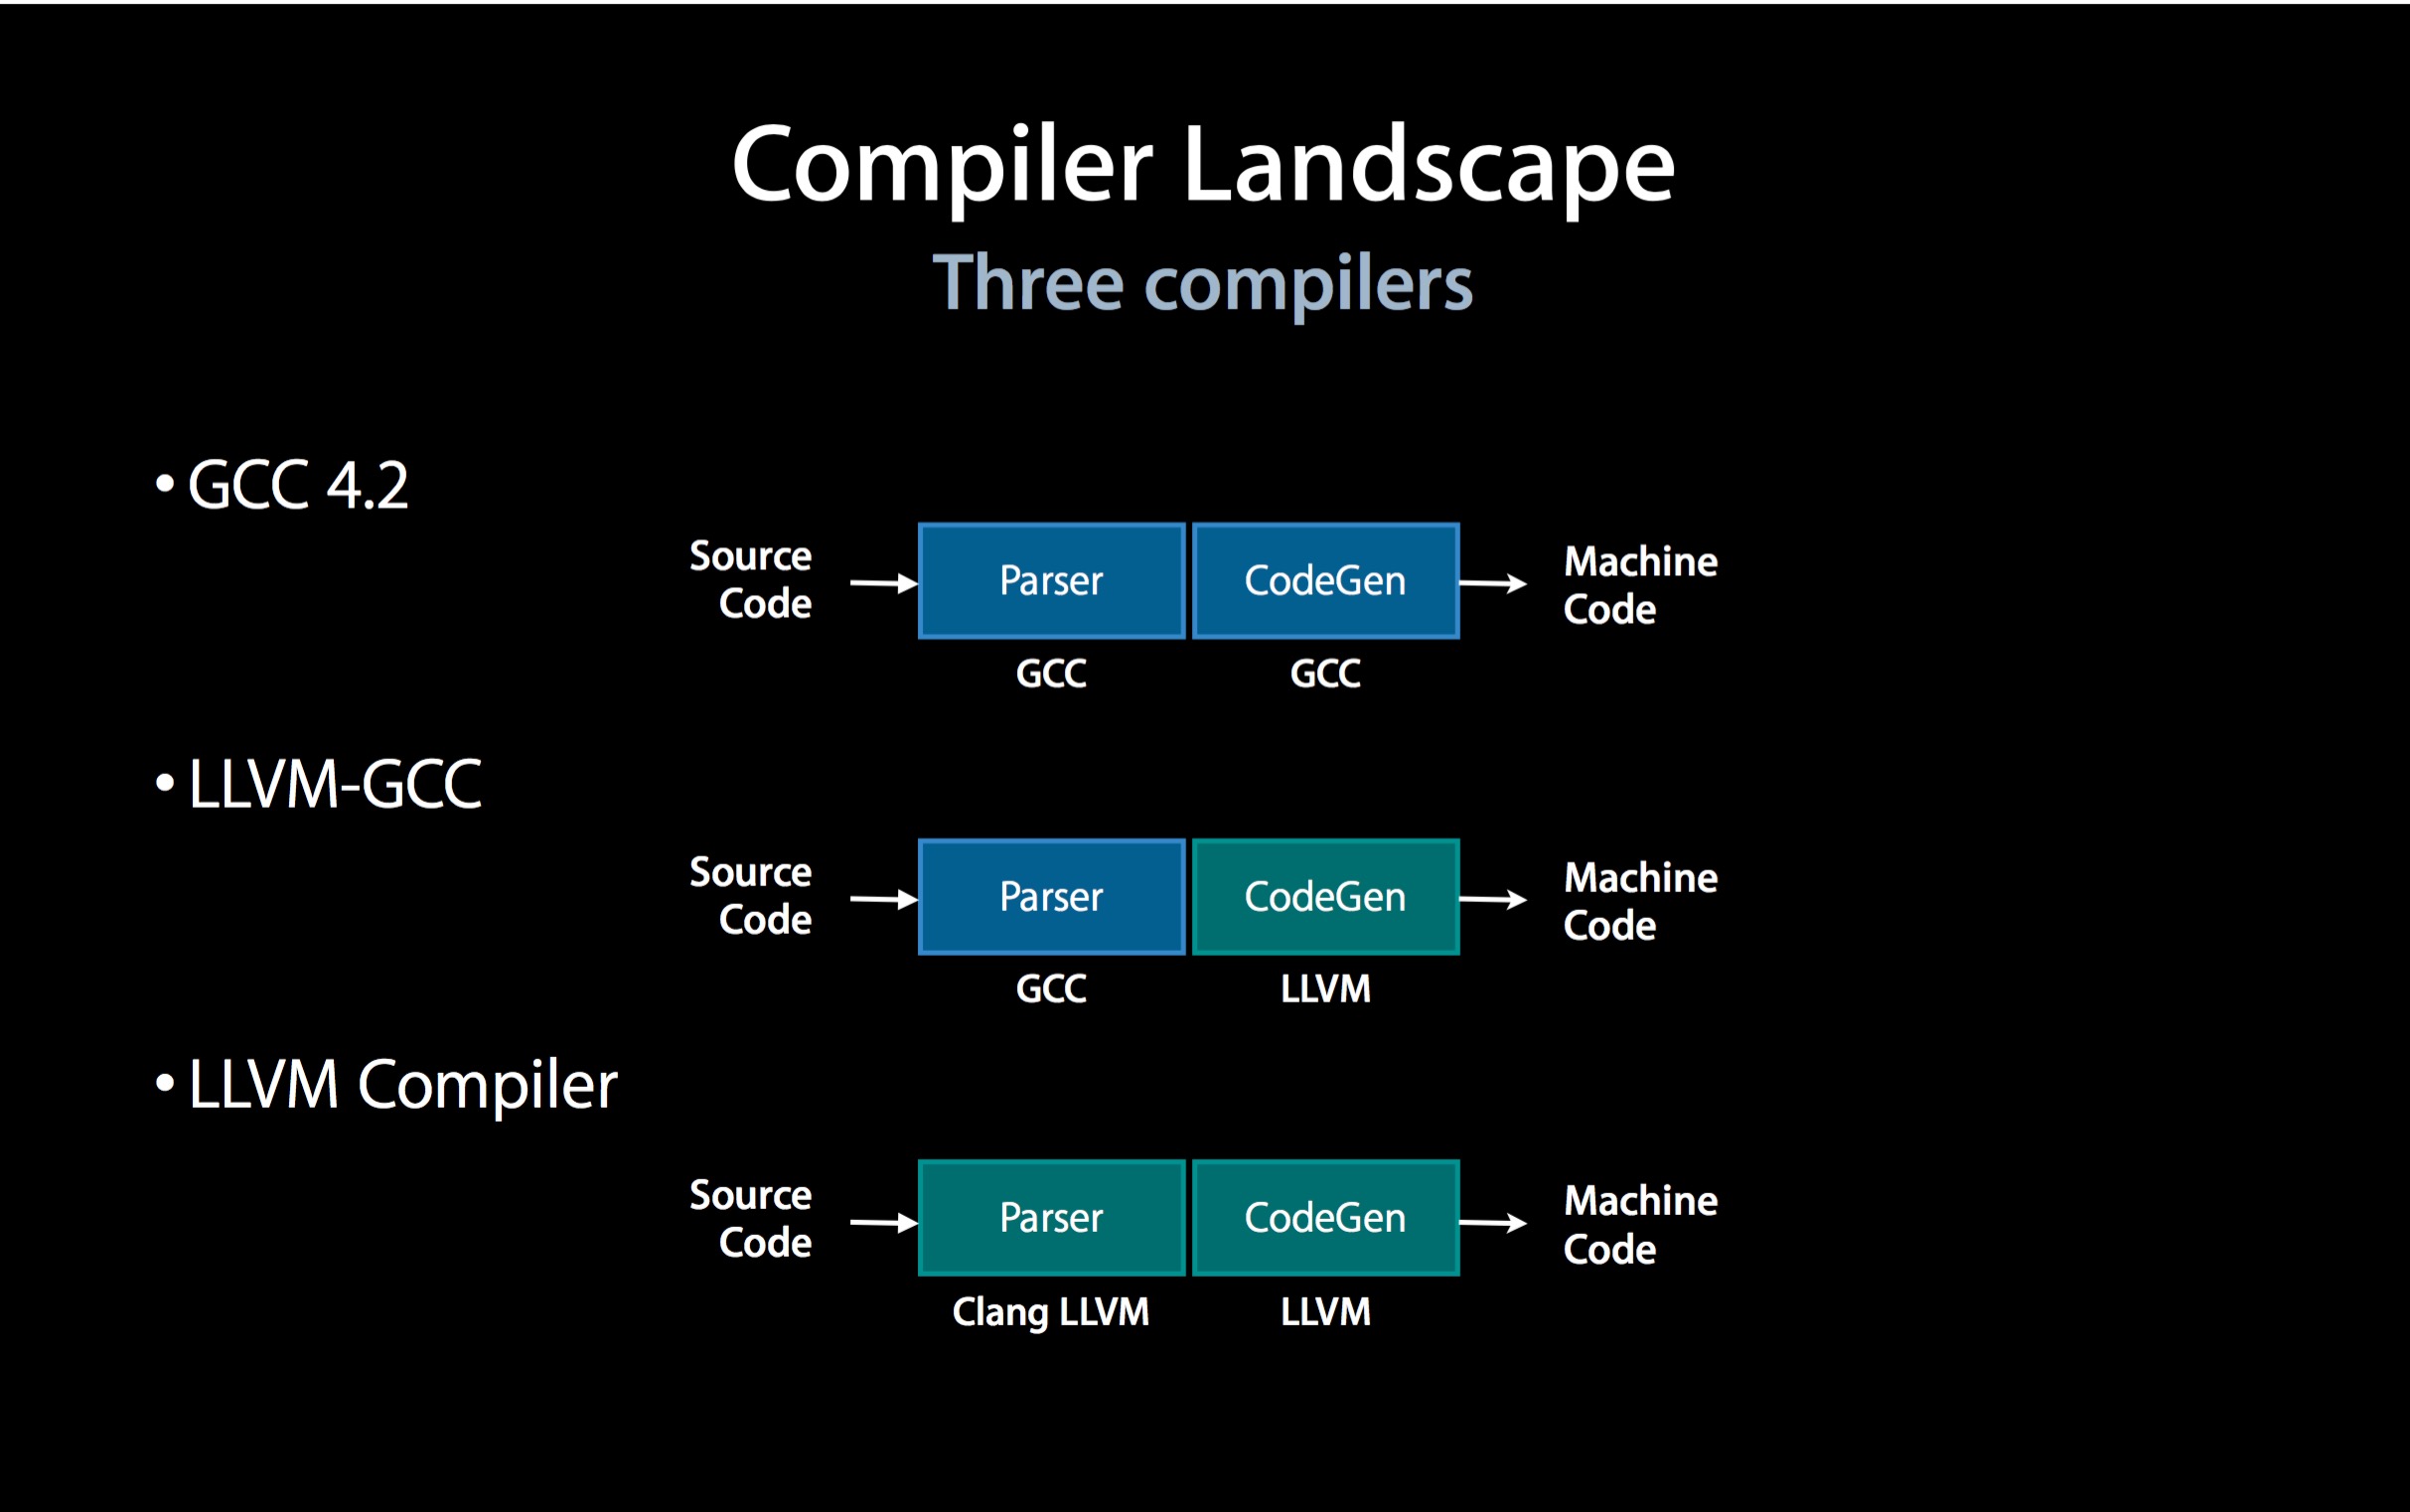 Compiler Landscape
Three compilers
• GCC 4.2
Source
Code
Parser
CodeGen
Machine
Code
GCC
GCC
• LLVM-GCC
Source
Code
Parser
CodeGen
Machine
Code
GCC
LLVM
• LLVM Compiler
Source
Code
Parser
CodeGen
Machine
Code
Clang LLVM
LLVM